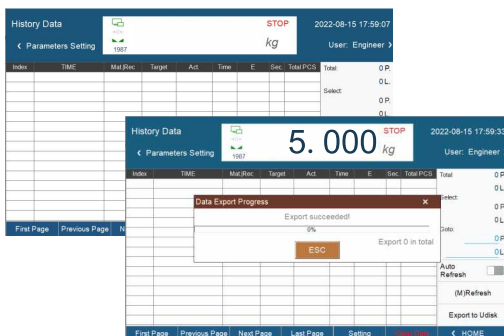 History Data
STOP
2022-08-15 17:59:07
kg
Parameters Setting
1987
User: Engineer
Index TIME Mat.|Rec Target Act. Time E Sec. Total PCS
Total: 0 P.
0 L.
Select:
0 P.
0 L.
First Page Previous Page N
History Data
5. 000
STOP
2022-08-15 17:59:33
kg
Parameters Setting
1987
User: Engineer
Index TIME Mat.|Rec Target Act. Time E Sec. Total PCS
Total: 0 P
0 L
Select:
0 P
0 L
Goto:
0 P
0 L
Data Export Progress ×
Export succeeded!
0%
Export 0 in total
ESC
Auto
Refresh
(M)Refresh
Export to Udisk
First Page Previous Page Next Page Last Page Setting Clear Data HOME